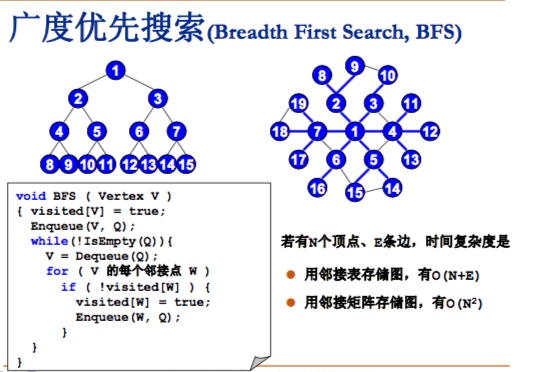 广度优先搜索(Breadth First Search, BFS)
1
2 3
4 5 6 7
8 9 10 11 12 13 14 15
9
8 10
19 2 3 11
18 7 1 4 12
17 6 5 13
16 15 14
void BFS ( Vertex V )
{ visited[V] = true;
Enqueue(V, Q);
while(!IsEmpty(Q)){
V = Dequeue(Q);
for ( V 的每个邻接点 W )
if ( !visited[W] ) {
visited[W] = true;
Enqueue(W, Q);
}
}
}
若有N个顶点、E条边，时间复杂度是
用邻接表存储图，有O(N+E)
用邻接矩阵存储图，有O(N²)